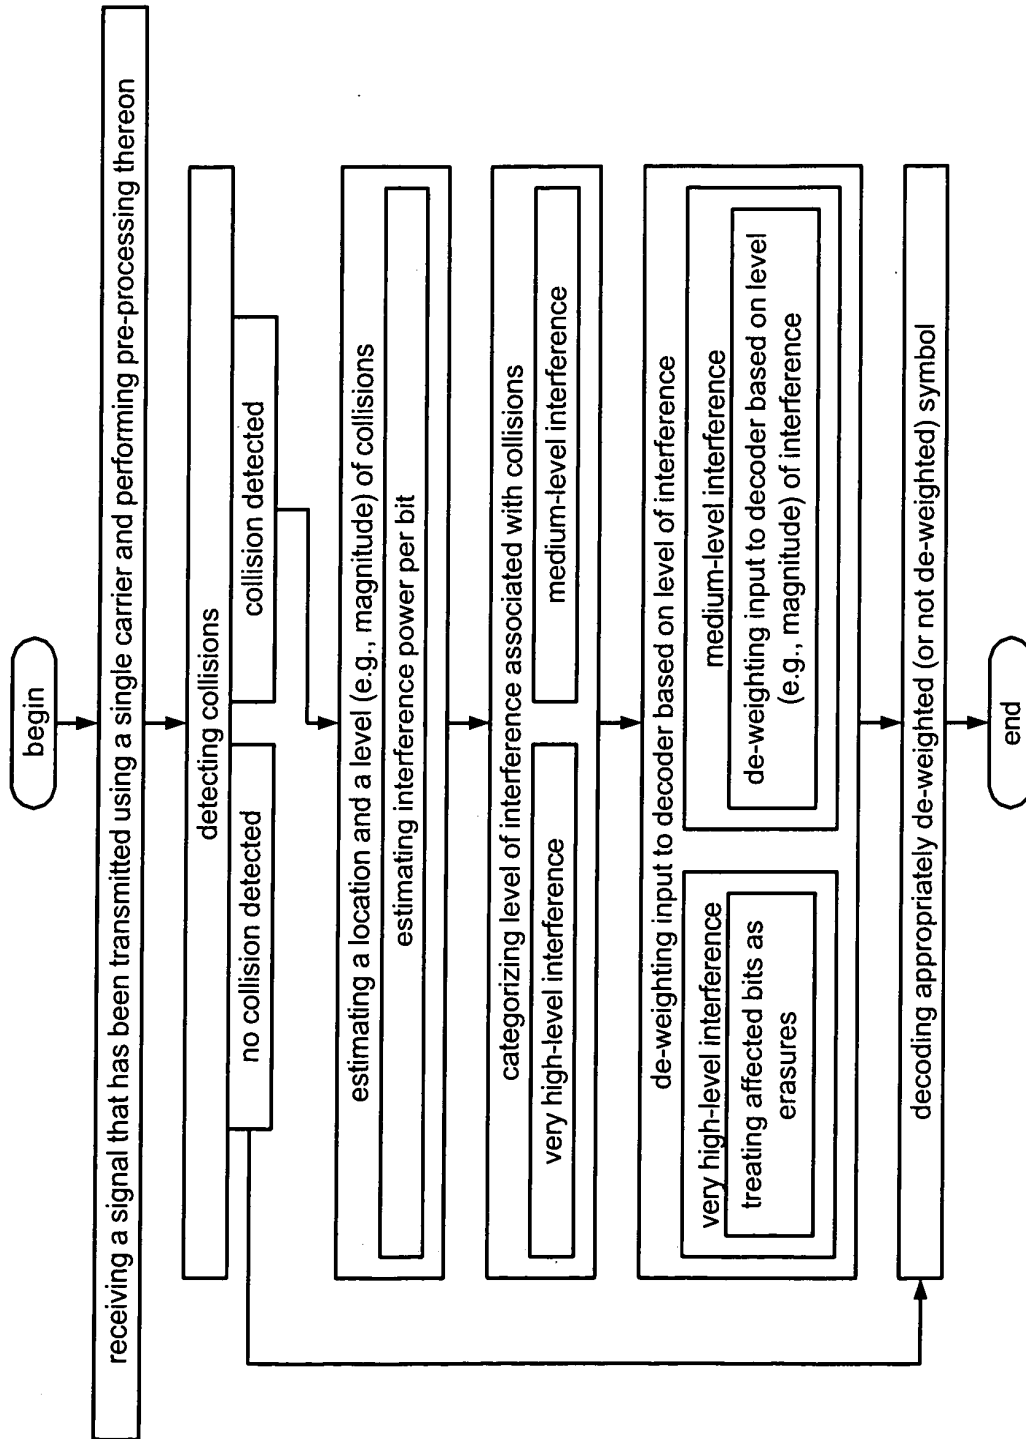 begin
receiving a signal that has been transmitted using a single carrier and performing pre-processing thereon
detecting collisions
no collision detected
collision detected
estimating a location and a level (e.g., magnitude) of collisions
estimating interference power per bit
categorizing level of interference associated with collisions
very high-level interference
medium-level interference
de-weighting input to decoder based on level of interference
very high-level interference
treating affected bits as
erasures
medium-level interference
de-weighting input to decoder based on level
(e.g., magnitude) of interference
decoding appropriately de-weighted (or not de-weighted) symbol
end